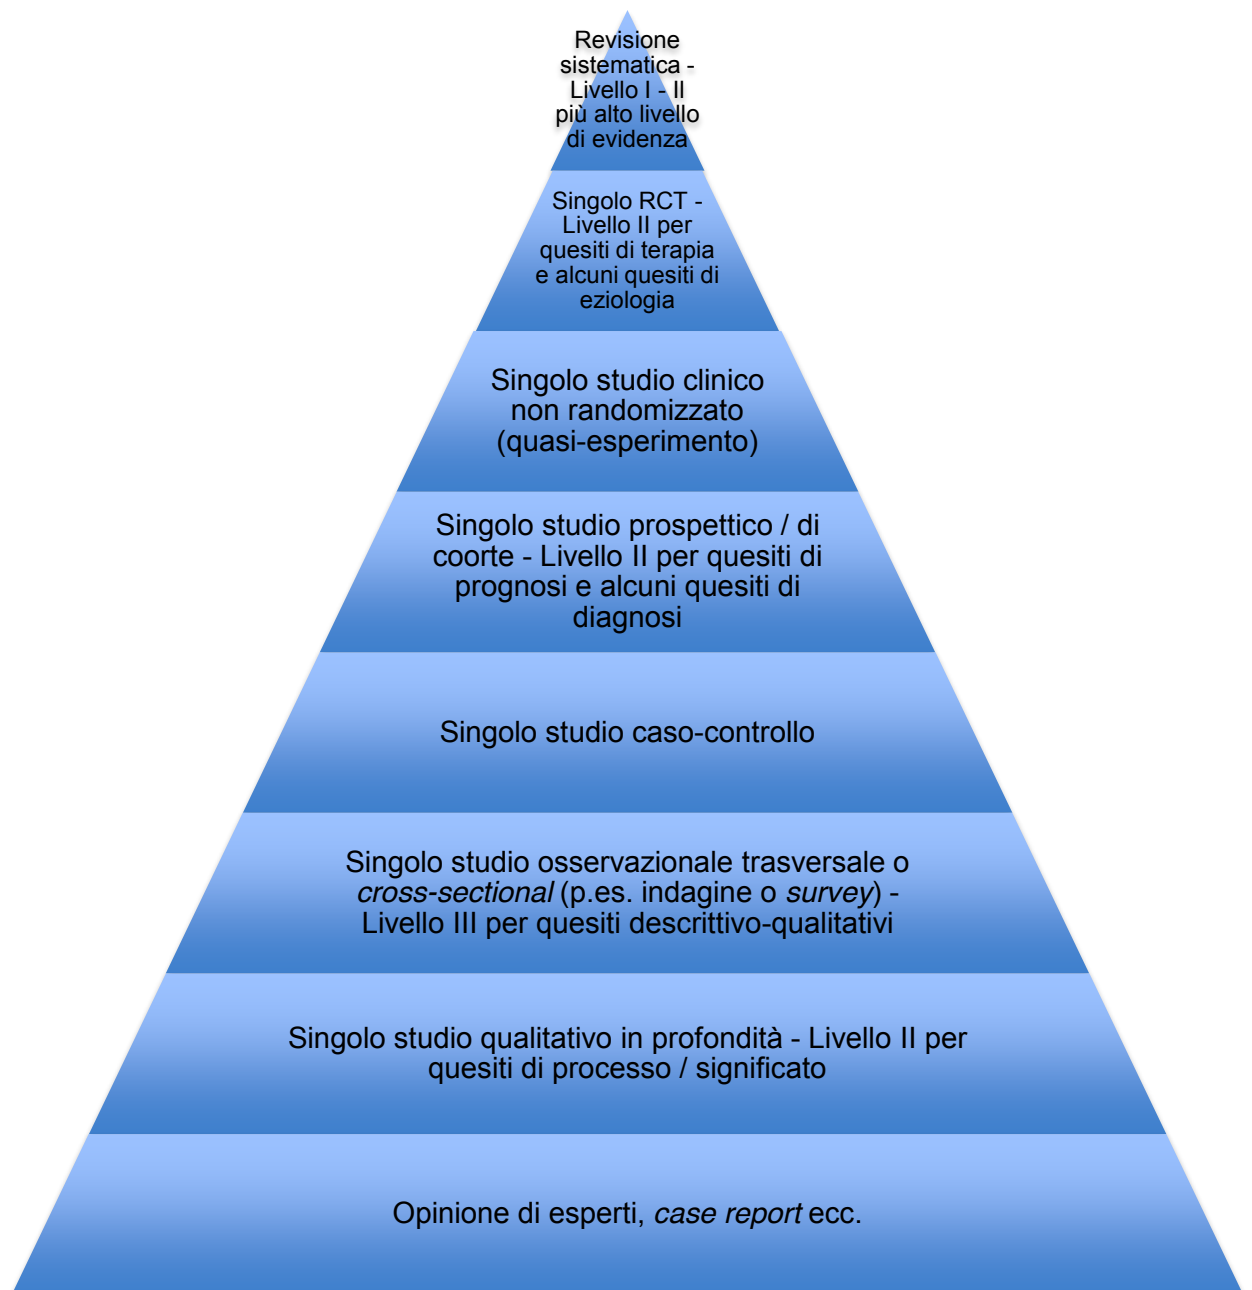 Revisione
sistematica -
Livello I - Il
più alto livello
di evidenza
Singolo RCT -
Livello II per
quesiti di terapia
e alcuni quesiti di
eziologia
Singolo studio clinico
non randomizzato
(quasi-esperimento)
Singolo studio prospettico / di
coorte - Livello II per quesiti di
prognosi e alcuni quesiti di
diagnosi
Singolo studio caso-controllo
Singolo studio osservazionale trasversale o
cross-sectional (p.es. indagine o survey) -
Livello III per quesiti descrittivo-qualitativi
Singolo studio qualitativo in profondità - Livello II per
quesiti di processo / significato
Opinione di esperti, case report ecc.